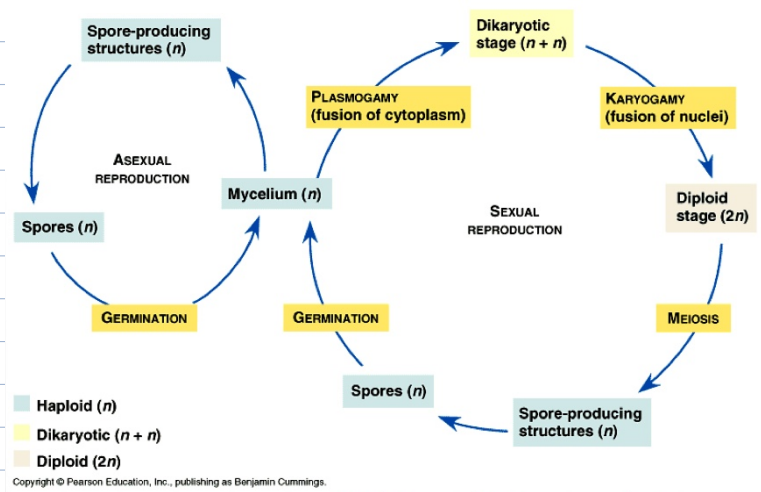 Spore-producing
structures (n)
Dikaryotic
stage (n + n)
PLASMOGAMY
(fusion of cytoplasm)
KARYOGAMY
(fusion of nuclei)
ASEXUAL
REPRODUCTION
Mycelium (n)
Diploid
stage (2n)
SEXUAL
REPRODUCTION
Spores (n)
GERMINATION
GERMINATION
MEIOSIS
Spores (n)
Spore-producing
structures (n)
Haploid (n)
Dikaryotic (n + n)
Diploid (2n)
Copyright © Pearson Education, Inc., publishing as Benjamin Cummings.